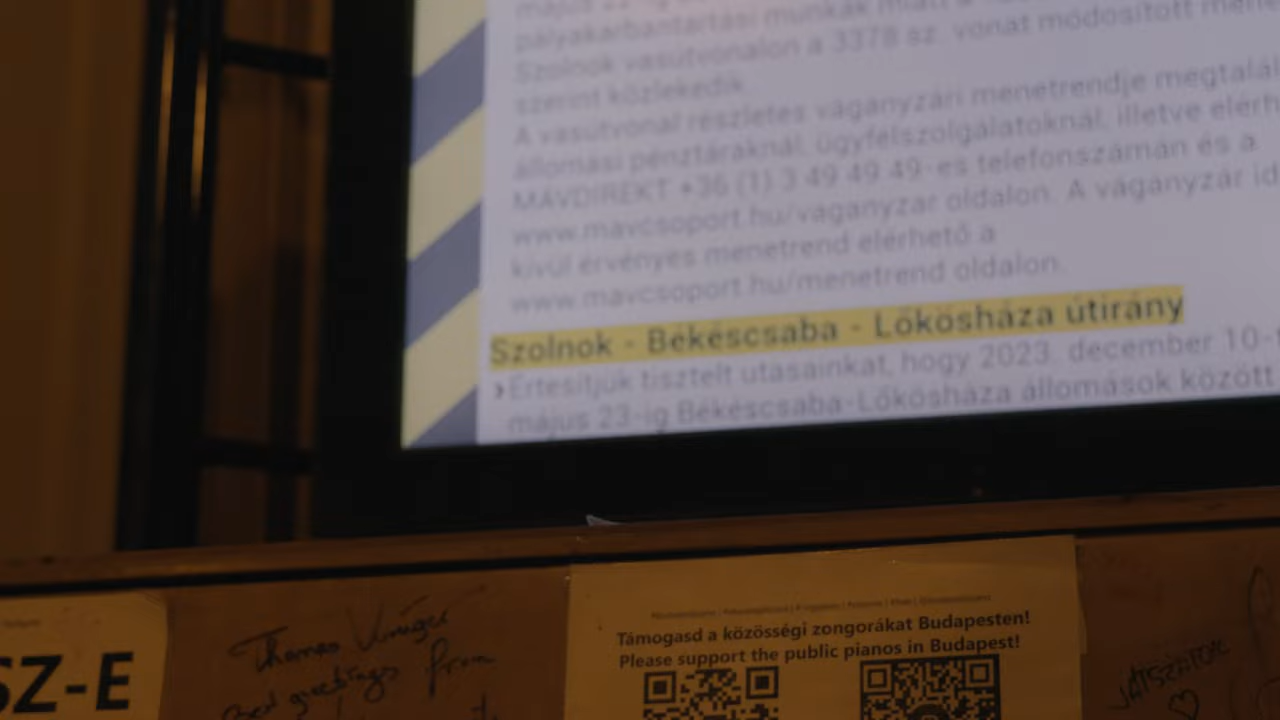 pályakarbantartási munkák miatt a
Szolnok vasútvonalon a 3378 sz. vonat módosított
szerint közlekedik.
A vasútvonal részletes vágányzári menetrendje megtalál
állomási pénztáraknál, ügyfélszolgálatoknál, illetve elérh
MÁVDIREKT +36 (1) 3 49 49 49-es telefonszámán és a
www.mavcsoport.hu/vaganyzar oldalon. A vágányzár id
kívül érvényes menetrend elérhető a
www.mavcsoport.hu/menetrend oldalon.
Szolnok - Békéscsaba - Lőkösháza útirány
›Értesítjük tisztelt utasainkat, hogy 2023. december 10-
május 23-ig Békéscsaba-Lőkösháza állomások között
SZ-E
Thomas
Best greetings from
Támogasd a közösségi zongorákat Budapesten!
Please support the public pianos in Budapest!